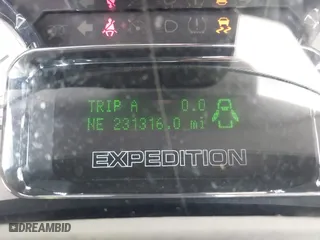 TRIP A 0.0
NE 231316.0 mi
EXPEDITION
DREAMBID